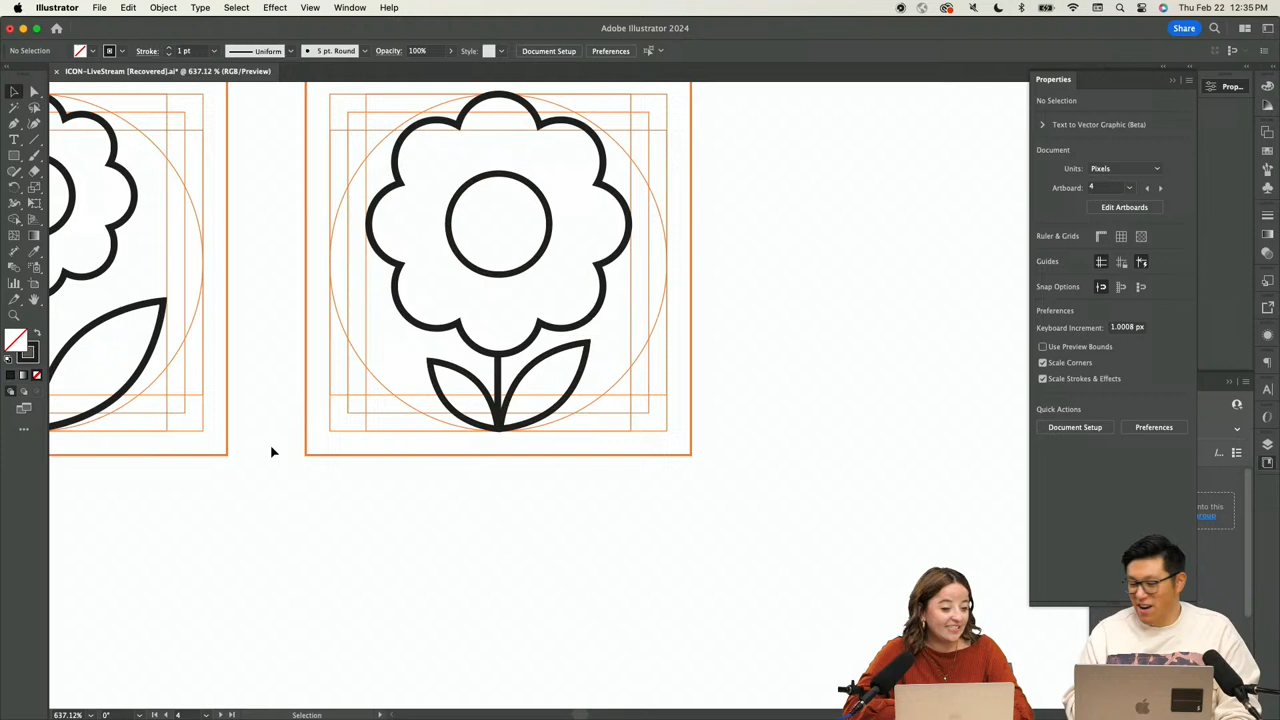 Illustrator File Edit Object Type Select Effect View Window Help Thu Feb 22 12:35 PM
Adobe Illustrator 2024
Share
No Selection Stroke: 1 pt Uniform 5 pt. Round Opacity: 100% Style: Document Setup Preferences
× ICON-LiveStream [Recovered].ai* @ 637.12 % (RGB/Preview)
Properties
Prop...
No Selection
Text to Vector Graphic (Beta)
Document
Units: Pixels
Artboard: 4
Edit Artboards
Ruler & Grids
Guides
Snap Options
Preferences
Keyboard Increment: 1.0008 px
Use Preview Bounds
Scale Corners
Scale Strokes & Effects
Quick Actions
Document Setup Preferences
/...
into this
group
637.12% 0° 4 Selection